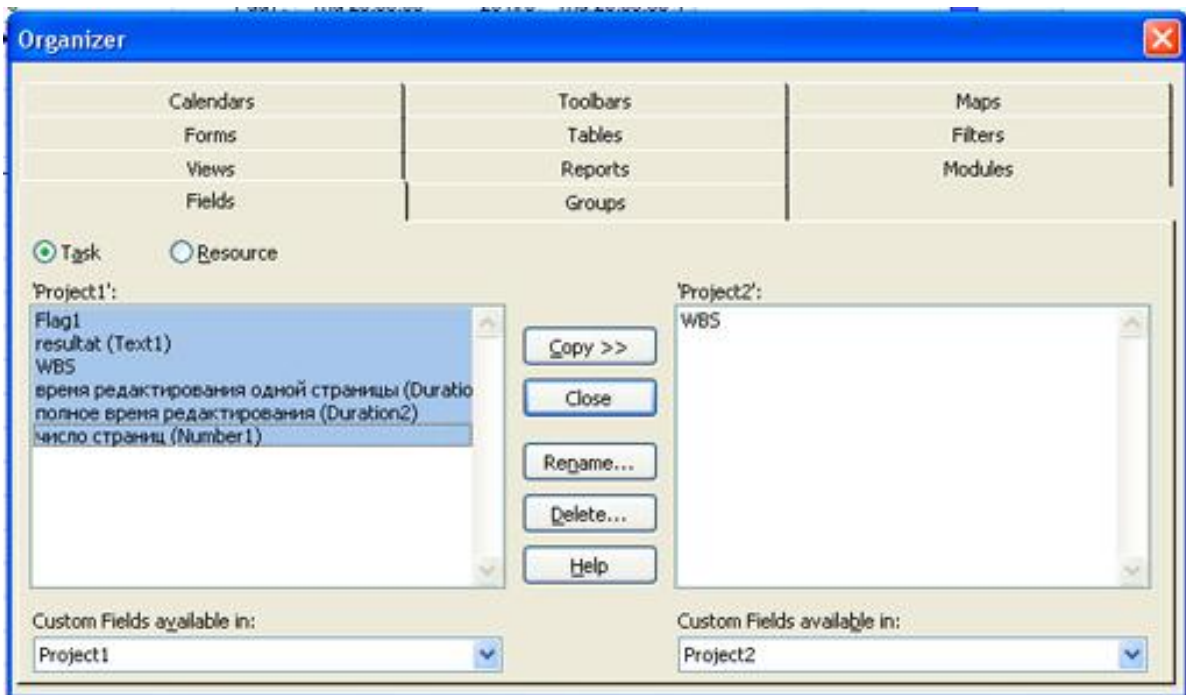 Organizer
Calendars Toolbars Maps
Forms Tables Filters
Views Reports Modules
Fields Groups
Task Resource
'Project1': 'Project2':
Flag1
resultat (Text1)
WBS
время редактирования одной страницы (Duratio
полное время редактирования (Duration2)
число страниц (Number1)
WBS
Copy >>
Close
Rename...
Delete...
Help
Custom Fields available in: Custom Fields available in:
Project1 Project2